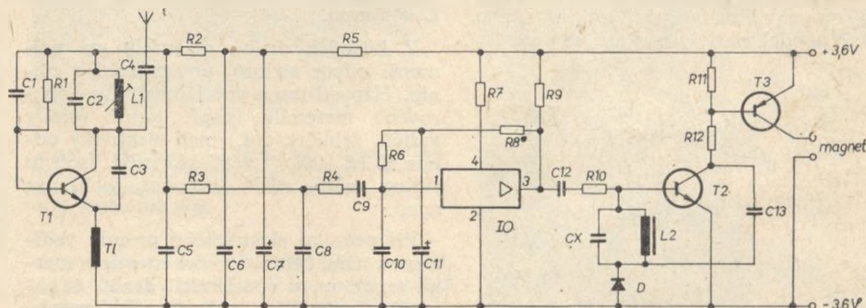 R2
R5
+3,6V
C4
C1
R1
C2
L1
R7
R9
R11
T3
R12
magnet
R8•
R6
C3
4
R3
R4
C9
1
3
C12
R10
T2
T1
2
IO
C13
Tl
C5
C6
C7
C8
C10
C11
CX
L2
D
-3,6V
+
+